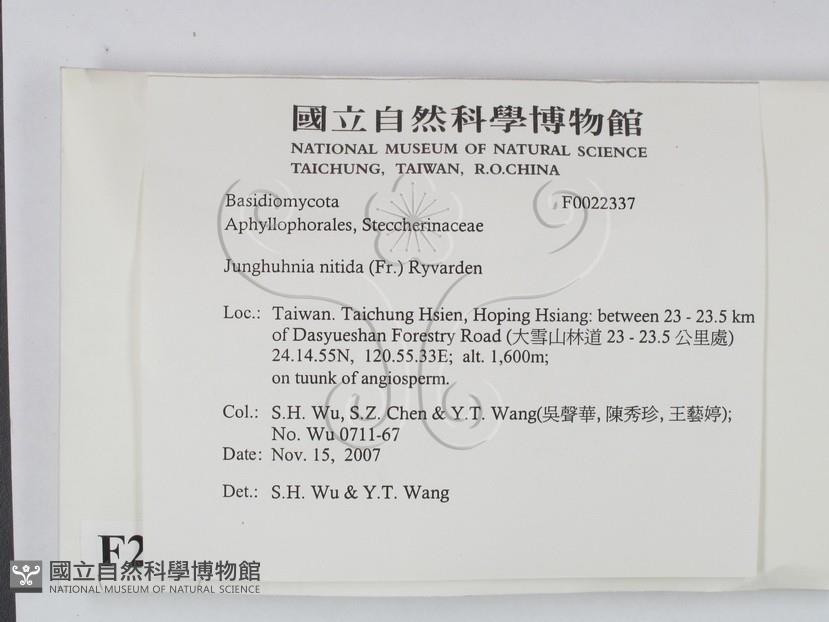 國立自然科學博物館
NATIONAL MUSEUM OF NATURAL SCIENCE
TAICHUNG, TAIWAN, R.O.CHINA
Basidiomycota F0022337
Aphyllophorales, Steccherinaceae
Junghuhnia nitida (Fr.) Ryvarden
Loc.: Taiwan. Taichung Hsien, Hoping Hsiang: between 23 - 23.5 km
of Dasyueshan Forestry Road (大雪山林道 23 - 23.5 公里處)
24.14.55N, 120.55.33E; alt. 1,600m;
on tuunk of angiosperm.
Col.: S.H. Wu, S.Z. Chen & Y.T. Wang(吳聲華, 陳秀珍, 王藝婷);
No. Wu 0711-67
Date: Nov. 15, 2007
Det.: S.H. Wu & Y.T. Wang
F2
國立自然科學博物館
NATIONAL MUSEUM OF NATURAL SCIENCE